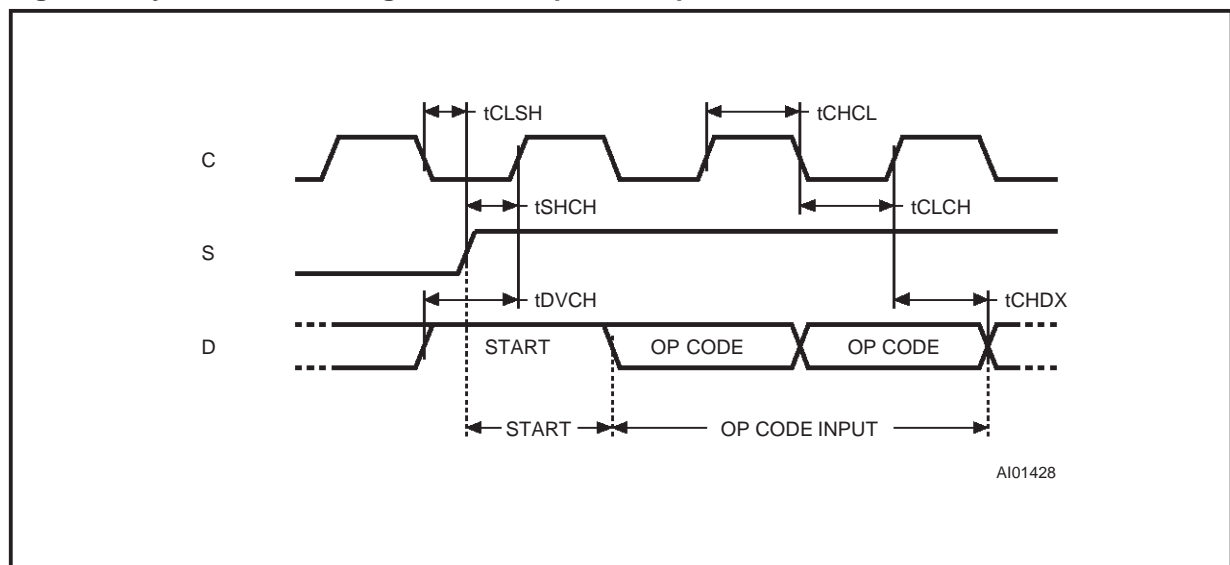 tCLSH
tCHCL
C
tSHCH
tCLCH
S
tDVCH
tCHDX
D
START
OP CODE
OP CODE
START
OP CODE INPUT
AI01428